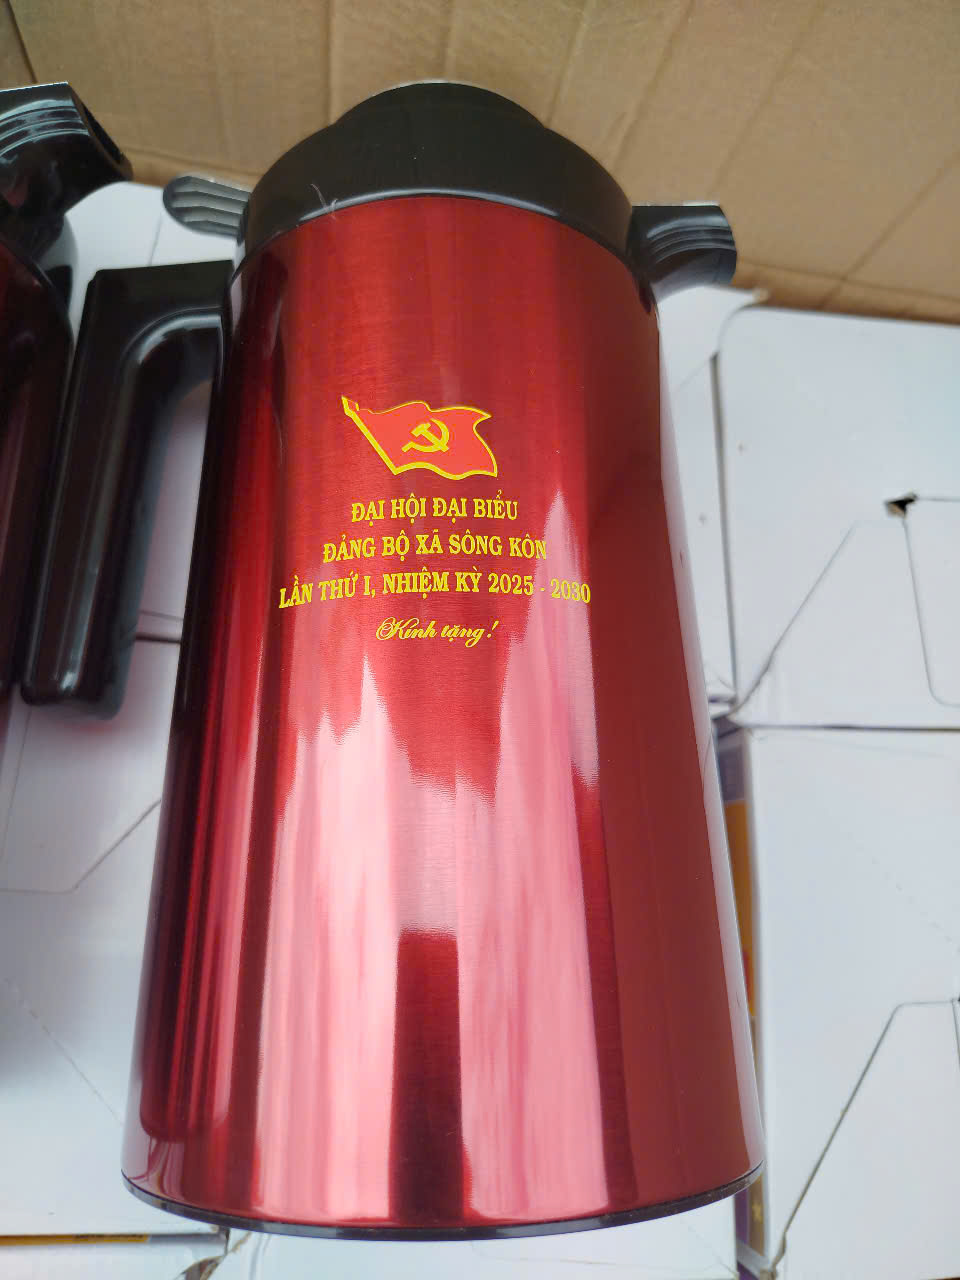 ĐẠI HỘI ĐẠI BIỂU
ĐẢNG BỘ XÃ SÔNG KÔN
LẦN THỨ I, NHIỆM KỲ 2025 - 2030
Kính tặng!